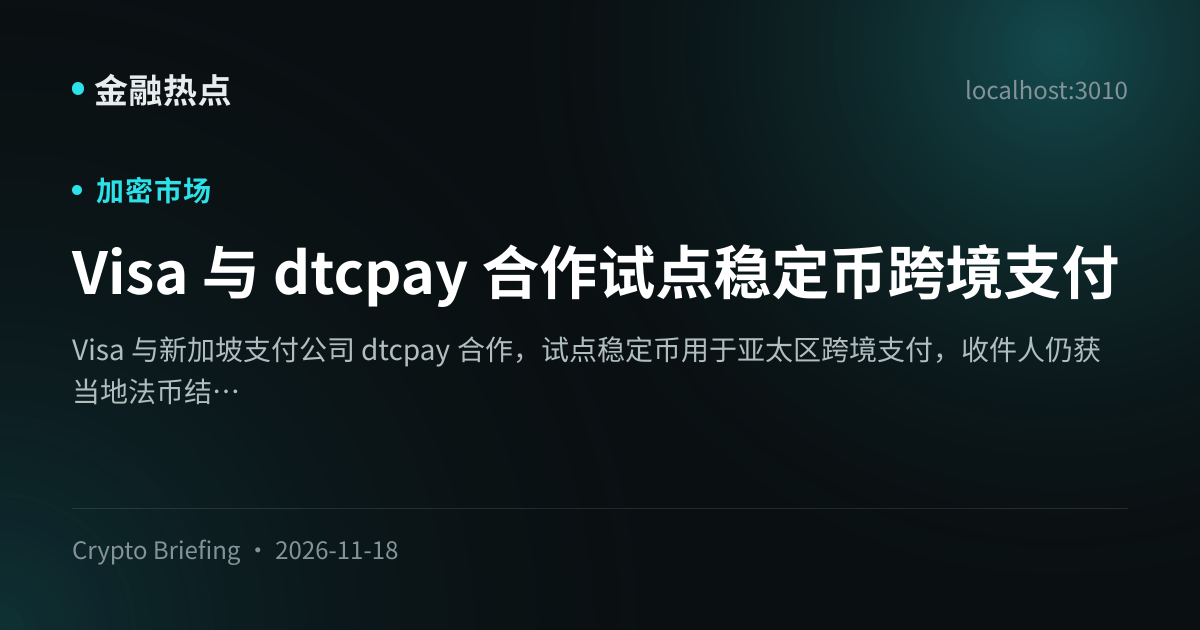 金融热点
localhost:3010
加密市场
Visa 与 dtcpay 合作试点稳定币跨境支付
Visa 与新加坡支付公司 dtcpay 合作，试点稳定币用于亚太区跨境支付，收件人仍获
当地法币结…
Crypto Briefing · 2026-11-18